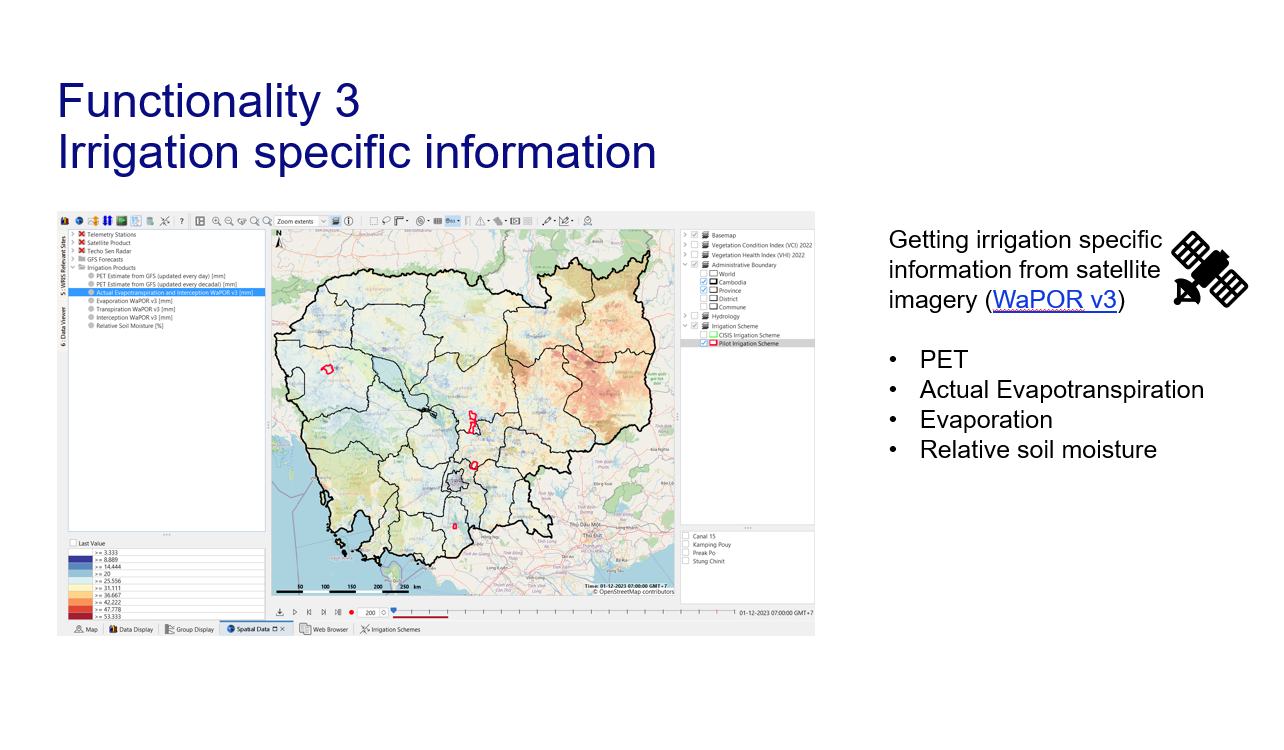 Functionality 3
Irrigation specific information
Zoom extents
5 : WRIS Relevant Sites
6 : Data Viewer
Telemetry Stations
Satellite Product
Techo Sen Radar
GFS Forecasts
Irrigation Products
PET Estimate from GFS (updated every day) [mm]
PET Estimate from GFS (updated every decadal) [mm]
Actual Evapotranspiration and Interception WaPOR v3 [mm]
Evaporation WaPOR v3 [mm]
Transpiration WaPOR v3 [mm]
Interception WaPOR v3 [mm]
Relative Soil Moisture [%]
Last Value
>= 3.333
>= 8.889
>= 14.444
>= 20
>= 25.556
>= 31.111
>= 36.667
>= 42.222
>= 47.778
>= 53.333
N
50 100 150 200 250 km
Time: 01-12-2023 07:00:00 GMT+7
© OpenStreetMap contributors
200
01-12-2023 07:00:00 GMT+7
Basemap
Vegetation Condition Index (VCI) 2022
Vegetation Health Index (VHI) 2022
Administrative Boundary
World
Cambodia
Province
District
Commune
Hydrology
Irrigation Scheme
CISIS Irrigation Scheme
Pilot Irrigation Scheme
Canal 15
Kamping Pouy
Preak Po
Stung Chinit
Map
Data Display
Group Display
Spatial Data
Web Browser
Irrigation Schemes
Getting irrigation specific
information from satellite
imagery (WaPOR v3)
• PET
• Actual Evapotranspiration
• Evaporation
• Relative soil moisture